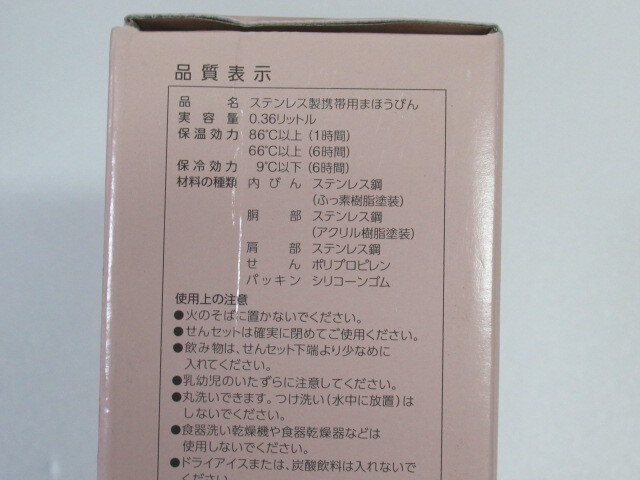 品質表示
品名 ステンレス製携帯用まほうびん
実容量 0.36リットル
保温効力 86℃以上(1時間)
66℃以上(6時間)
保冷効力 9℃以下(6時間)
材料の種類 内びん ステンレス鋼
(ふっ素樹脂塗装)
胴部 ステンレス鋼
(アクリル樹脂塗装)
肩部 ステンレス鋼
せん ポリプロピレン
パッキン シリコーンゴム
使用上の注意
●火のそばに置かないでください。
●せんセットは確実に閉めてご使用ください。
●飲み物は、せんセット下端より少なめに
入れてください。
●乳幼児のいたずらに注意してください。
●丸洗いできます。つけ洗い(水中に放置)は
しないでください。
●食器洗い乾燥機や食器乾燥器などは
使用しないでください。
●ドライアイスまたは、炭酸飲料は入れないで
ください。